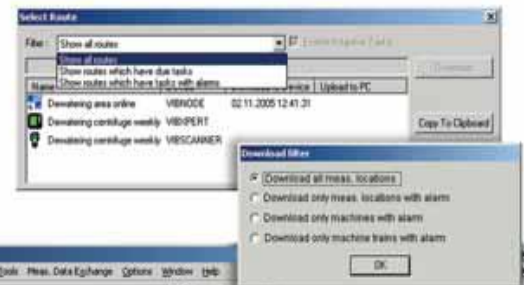 Select Route
Filter : Show all routes
Show all routes
Show routes which have due tasks
Show routes which have tasks with alarms
Name Device Upload to PC
Dewatering area online VIBNODE 02.11.2005 12:41:31
Dewatering centrifuge weekly VIBXPERT
Dewatering centrifuge weekly VIBSCANNER
Copy To Clipboard
Download filter
Download all meas. locations
Download only meas. locations with alarm
Download only machines with alarm
Download only machine trains with alarm
OK
Tools Meas. Data Exchange Options Window Help